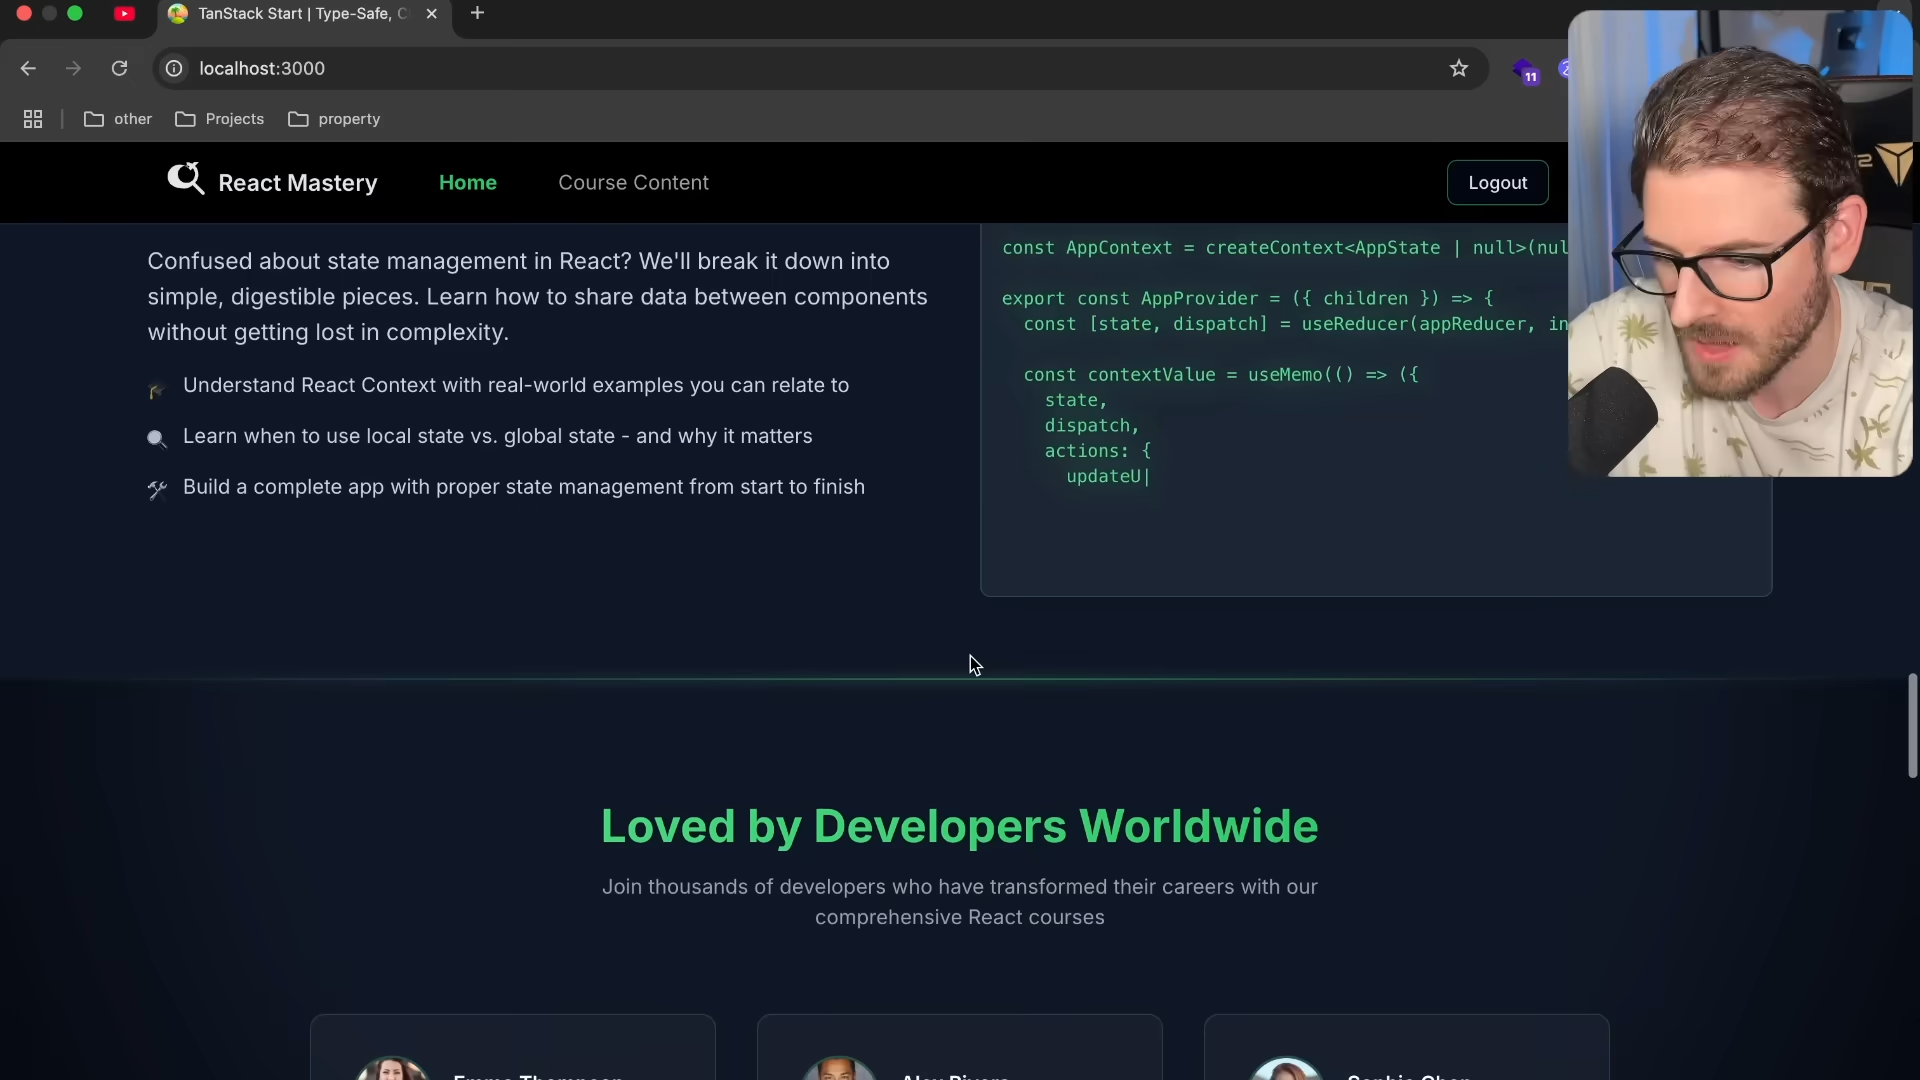 TanStack Start | Type-Safe, C
localhost:3000
11
other
Projects
property
React Mastery
Home
Course Content
Logout
Confused about state management in React? We'll break it down into
simple, digestible pieces. Learn how to share data between components
without getting lost in complexity.
Understand React Context with real-world examples you can relate to
Learn when to use local state vs. global state - and why it matters
Build a complete app with proper state management from start to finish
const AppContext = createContext<AppState | null>(nul
export const AppProvider = ({ children }) => {
const [state, dispatch] = useReducer(appReducer, in
const contextValue = useMemo(() => ({
state,
dispatch,
actions: {
updateU|
Loved by Developers Worldwide
Join thousands of developers who have transformed their careers with our
comprehensive React courses